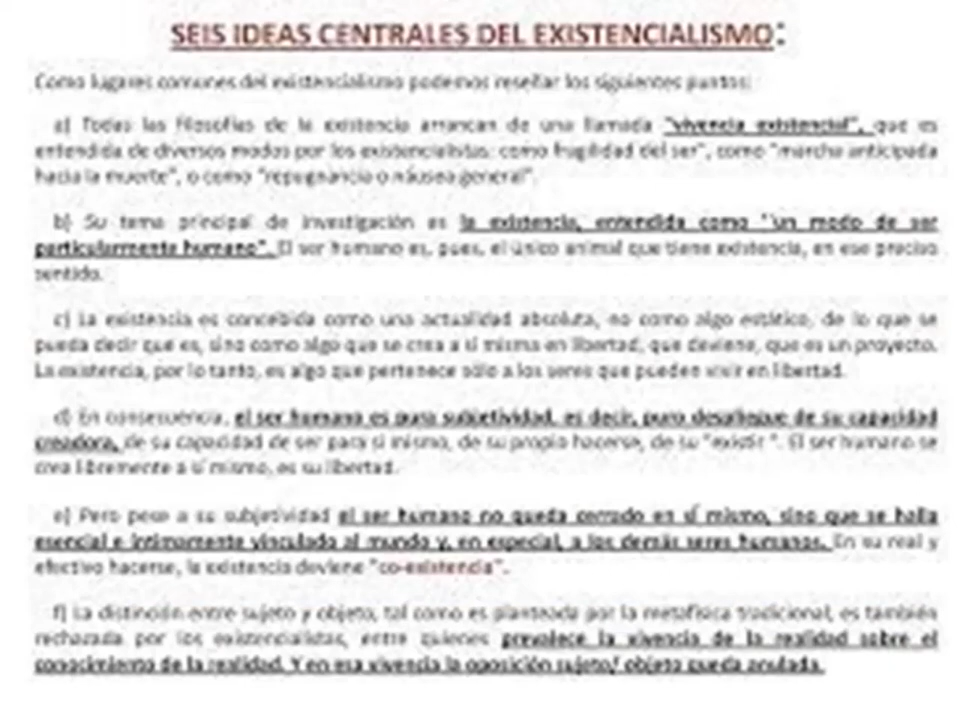 SEIS IDEAS CENTRALES DEL EXISTENCIALISMO:
Como lugares comunes del existencialismo podemos reseñar los siguientes puntos:
a) Todas las filosofías de la existencia arrancan de una llamada "vivencia existencial", que es
entendida de diversos modos por los existencialistas: como fragilidad del ser", como "marcha anticipada
hacia la muerte", o como "repugnancia o náusea general".
b) Su tema principal de investigación es la existencia, entendida como "un modo de ser
particularmente humano". El ser humano es, pues, el único animal que tiene existencia, en ese preciso
sentido.
c) La existencia es concebida como una actualidad absoluta, no como algo estático, de lo que se
pueda decir que es, sino como algo que se crea a sí misma en libertad, que deviene, que es un proyecto.
La existencia, por lo tanto, es algo que pertenece sólo a los seres que pueden vivir en libertad.
d) En consecuencia, el ser humano es pura subjetividad, es decir, puro despliegue de su capacidad
creadora, de su capacidad de ser para sí mismo, de su propio hacerse, de su "existir ". El ser humano se
crea libremente a sí mismo, es su libertad.
e) Pero pese a su subjetividad el ser humano no queda cerrado en sí mismo, sino que se halla
esencial e íntimamente vinculado al mundo y, en especial, a los demás seres humanos. En su real y
efectivo hacerse, la existencia deviene "co-existencia".
f) La distinción entre sujeto y objeto, tal como es planteada por la metafísica tradicional, es también
rechazada por los existencialistas, entre quienes prevalece la vivencia de la realidad sobre el
conocimiento de la realidad. Y en esa vivencia la oposición sujeto/ objeto queda anulada.